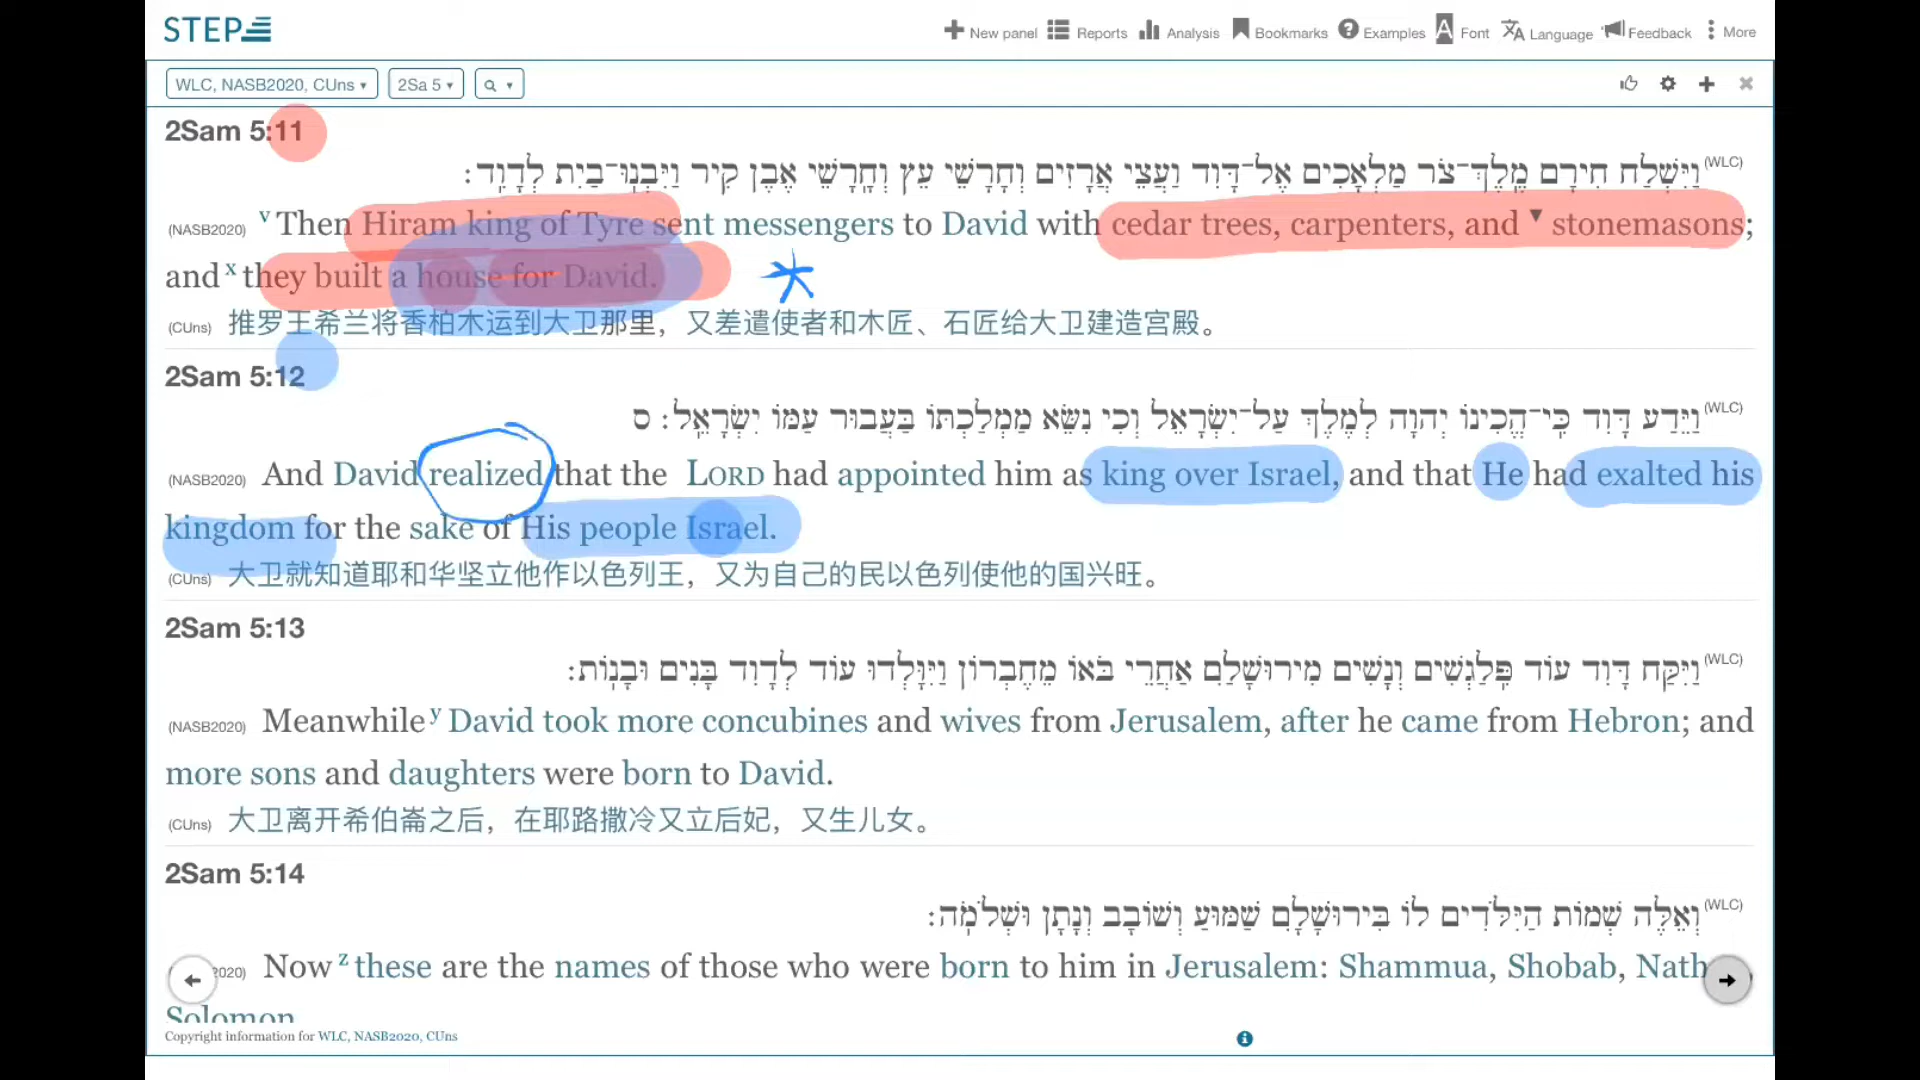 STEP
New panel Reports Analysis Bookmarks Examples Font Language Feedback More
WLC, NASB2020, CUns 2Sa 5
2Sam 5:11
(WLC) וַיִּשְׁלַח חִירָם מֶלֶךְ־צֹר מַלְאָכִים אֶל־דָּוִד וַעֲצֵי אֲרָזִים וְחָרָשֵׁי עֵץ וְחָרָשֵׁי אֶבֶן קִיר וַיִּבְנוּ־בַיִת לְדָוִד׃
(NASB2020) v Then Hiram king of Tyre sent messengers to David with cedar trees, carpenters, and ▼ stonemasons;
and x they built a house for David.
(CUns) 推罗王希兰将香柏木运到大卫那里，又差遣使者和木匠、石匠给大卫建造宫殿。
2Sam 5:12
(WLC) וַיֵּדַע דָּוִד כִּי־הֱכִינוֹ יְהוָה לְמֶלֶךְ עַל־יִשְׂרָאֵל וְכִי נִשֵּׂא מַמְלַכְתּוֹ בַּעֲבוּר עַמּוֹ יִשְׂרָאֵל׃ ס
(NASB2020) And David realized that the LORD had appointed him as king over Israel, and that He had exalted his
kingdom for the sake of His people Israel.
(CUns) 大卫就知道耶和华坚立他作以色列王，又为自己的民以色列使他的国兴旺。
2Sam 5:13
(WLC) וַיִּקַּח דָּוִד עוֹד פִּלַגְשִׁים וְנָשִׁים מִירוּשָׁלִַם אַחֲרֵי בֹּאוֹ מֵחֶבְרוֹן וַיִּוָּלְדוּ עוֹד לְדָוִד בָּנִים וּבָנוֹת׃
(NASB2020) Meanwhile y David took more concubines and wives from Jerusalem, after he came from Hebron; and
more sons and daughters were born to David.
(CUns) 大卫离开希伯崙之后，在耶路撒冷又立后妃，又生儿女。
2Sam 5:14
(WLC) וְאֵלֶּה שְׁמוֹת הַיִּלֹּדִים לוֹ בִּירוּשָׁלִָם שַׁמּוּעַ וְשׁוֹבָב וְנָתָן וּשְׁלֹמֹה׃
2020) Now z these are the names of those who were born to him in Jerusalem: Shammua, Shobab, Nath
Solomon
Copyright information for WLC, NASB2020, CUns